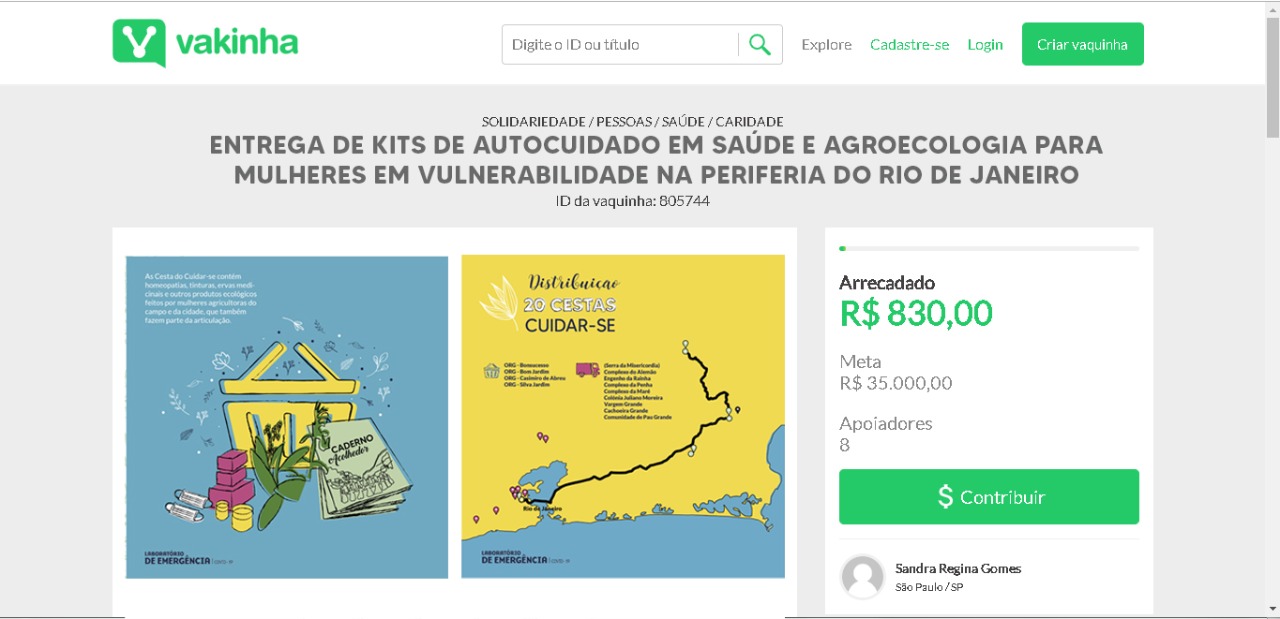 vakinha
Digite o ID ou título
Explore
Cadastre-se
Login
Criar vaquinha
SOLIDARIEDADE / PESSOAS / SAÚDE / CARIDADE
ENTREGA DE KITS DE AUTOCUIDADO EM SAÚDE E AGROECOLOGIA PARA
MULHERES EM VULNERABILIDADE NA PERIFERIA DO RIO DE JANEIRO
ID da vaquinha: 805744
As Cesta do Cuidar-se contém
homeopatias, tinturas, ervas medi-
cinais e outros produtos ecológicos
feitos por mulheres agricultoras do
campo e da cidade, que também
fazem parte da articulação.
CADERNO
Acolhedor
LABORATÓRIO
DE EMERGÊNCIA
Distribuiçao
20 CESTAS
CUIDAR-SE
ORG - Bonsucesso
ORG - Bom Jardim
ORG - Casimiro de Abreu
ORG - Silva Jardim
(Serra da Misericordia)
Complexo do Alemão
Engenho da Rainha
Complexo da Penha
Complexo da Maré
Colônia Juliano Moreira
Vargem Grande
Cachoeira Grande
Comunidade de Pau Grande
Rio de Janeiro
LABORATÓRIO
DE EMERGÊNCIA
Arrecadado
R$ 830,00
Meta
R$ 35.000,00
Apoiadores
8
$ Contribuir
Sandra Regina Gomes
São Paulo / SP